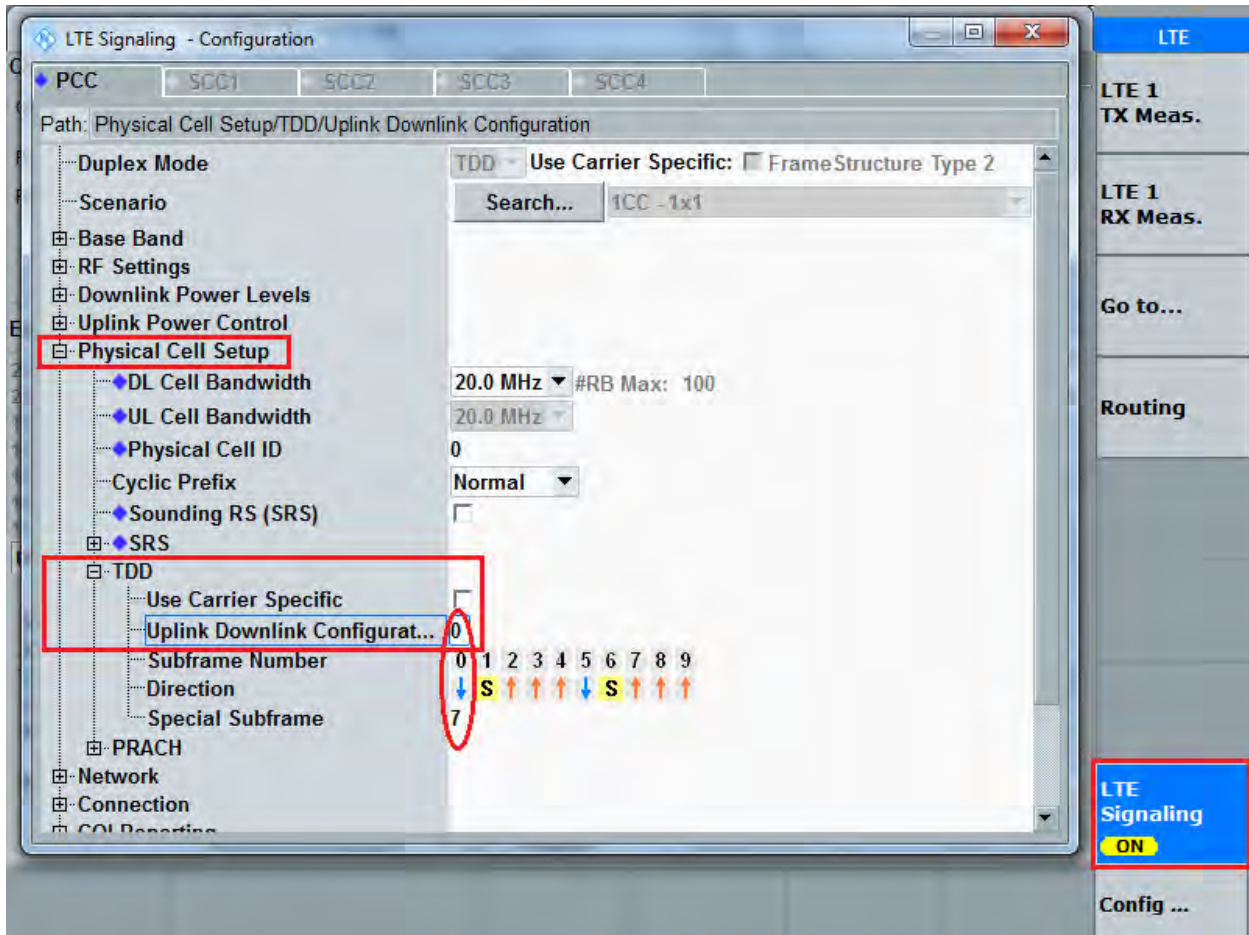 LTE Signaling - Configuration
LTE
PCC SCC1 SCC2 SCC3 SCC4
Path: Physical Cell Setup/TDD/Uplink Downlink Configuration
Duplex Mode TDD Use Carrier Specific: FrameStructure Type 2
Scenario Search... 1CC - 1x1
Base Band
RF Settings
Downlink Power Levels
Uplink Power Control
Physical Cell Setup
DL Cell Bandwidth 20.0 MHz #RB Max: 100
UL Cell Bandwidth 20.0 MHz
Physical Cell ID 0
Cyclic Prefix Normal
Sounding RS (SRS)
SRS
TDD
Use Carrier Specific
Uplink Downlink Configurat... 0
Subframe Number 0 1 2 3 4 5 6 7 8 9
Direction ↓ S ↑ ↑ ↑ ↓ S ↑ ↑ ↑
Special Subframe 7
PRACH
Network
Connection
CQI Reporting
LTE 1
TX Meas.
LTE 1
RX Meas.
Go to...
Routing
LTE
Signaling
ON
Config ...